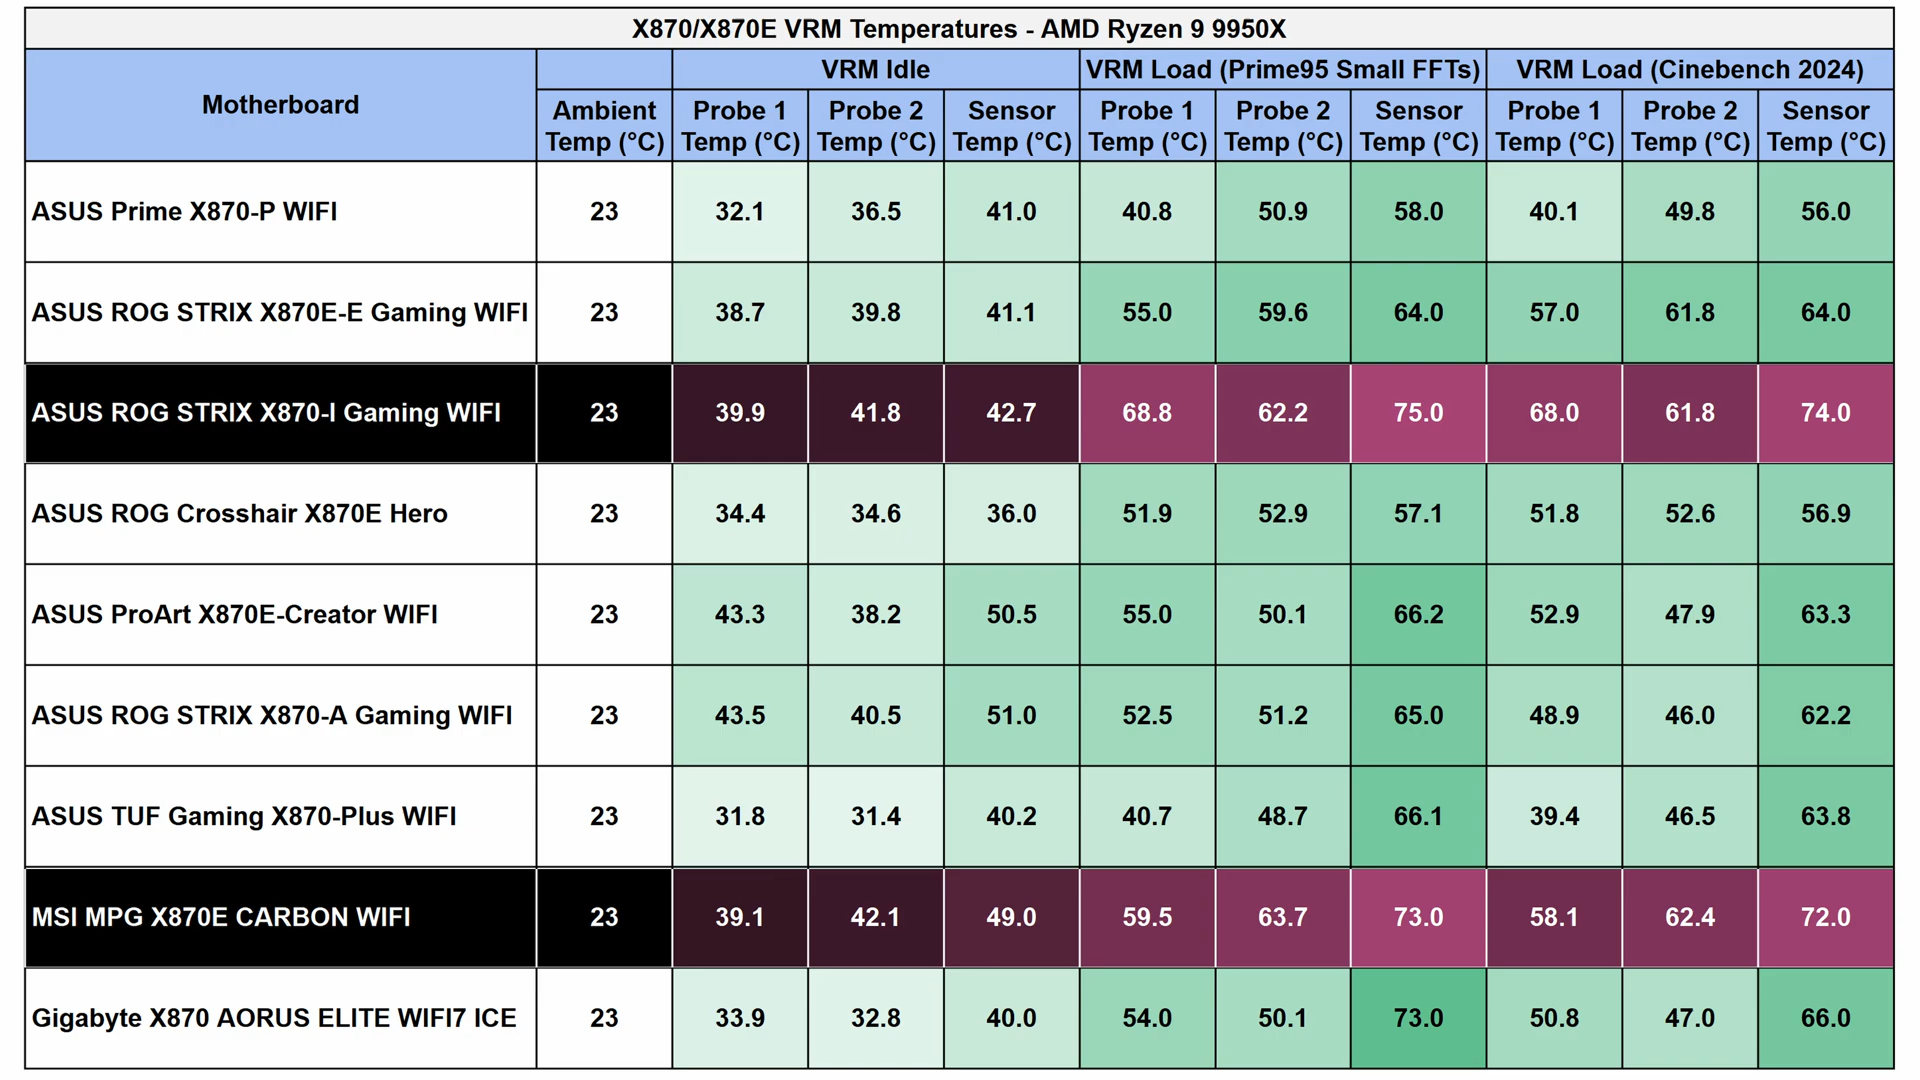 X870/X870E VRM Temperatures - AMD Ryzen 9 9950X
Motherboard VRM Idle VRM Load (Prime95 Small FFTs) VRM Load (Cinebench 2024)
Ambient Probe 1 Probe 2 Sensor Probe 1 Probe 2 Sensor Probe 1 Probe 2 Sensor
Temp (°C) Temp (°C) Temp (°C) Temp (°C) Temp (°C) Temp (°C) Temp (°C) Temp (°C) Temp (°C) Temp (°C)
ASUS Prime X870-P WIFI 23 32.1 36.5 41.0 40.8 50.9 58.0 40.1 49.8 56.0
ASUS ROG STRIX X870E-E Gaming WIFI 23 38.7 39.8 41.1 55.0 59.6 64.0 57.0 61.8 64.0
ASUS ROG STRIX X870-I Gaming WIFI 23 39.9 41.8 42.7 68.8 62.2 75.0 68.0 61.8 74.0
ASUS ROG Crosshair X870E Hero 23 34.4 34.6 36.0 51.9 52.9 57.1 51.8 52.6 56.9
ASUS ProArt X870E-Creator WIFI 23 43.3 38.2 50.5 55.0 50.1 66.2 52.9 47.9 63.3
ASUS ROG STRIX X870-A Gaming WIFI 23 43.5 40.5 51.0 52.5 51.2 65.0 48.9 46.0 62.2
ASUS TUF Gaming X870-Plus WIFI 23 31.8 31.4 40.2 40.7 48.7 66.1 39.4 46.5 63.8
MSI MPG X870E CARBON WIFI 23 39.1 42.1 49.0 59.5 63.7 73.0 58.1 62.4 72.0
Gigabyte X870 AORUS ELITE WIFI7 ICE 23 33.9 32.8 40.0 54.0 50.1 73.0 50.8 47.0 66.0